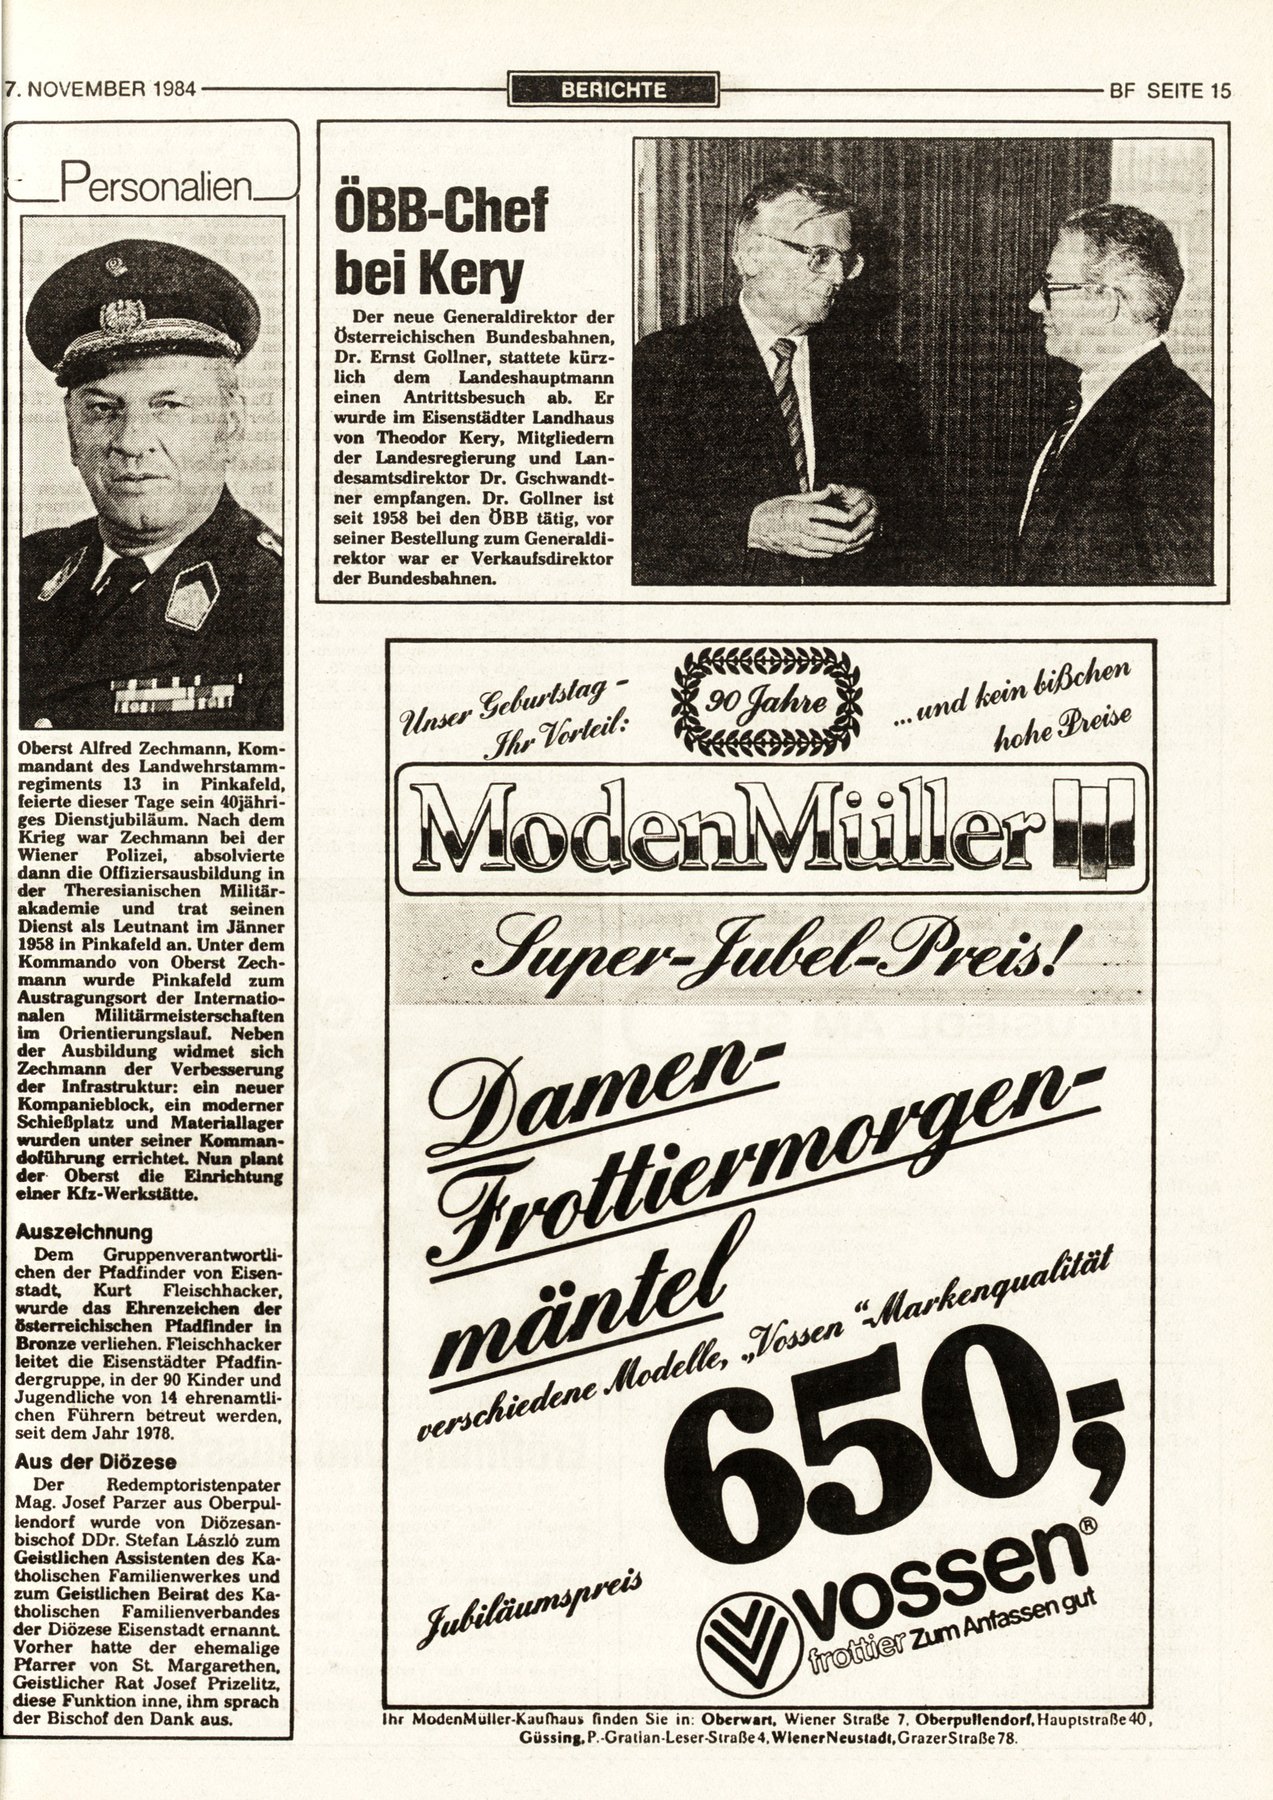 7. NOVEMBER 1984
BERICHTE
BF SEITE 15
Personalien
Oberst Alfred Zechmann, Kom-
mandant des Landwehrstamm-
regiments 13 in Pinkafeld,
feierte dieser Tage sein 40jähri-
ges Dienstjubiläum. Nach dem
Krieg war Zechmann bei der
Wiener Polizei, absolvierte
dann die Offiziersausbildung in
der Theresianischen Militär-
akademie und trat seinen
Dienst als Leutnant im Jänner
1958 in Pinkafeld an. Unter dem
Kommando von Oberst Zech-
mann wurde Pinkafeld zum
Austragungsort der Internatio-
nalen Militärmeisterschaften
im Orientierungslauf. Neben
der Ausbildung widmet sich
Zechmann der Verbesserung
der Infrastruktur: ein neuer
Kompanieblock, ein moderner
Schießplatz und Materiallager
wurden unter seiner Komman-
doführung errichtet. Nun plant
der Oberst die Einrichtung
einer Kfz-Werkstätte.
Auszeichnung
Dem Gruppenverantwortli-
chen der Pfadfinder von Eisen-
stadt, Kurt Fleischhacker,
wurde das Ehrenzeichen der
österreichischen Pfadfinder in
Bronze verliehen. Fleischhacker
leitet die Eisenstädter Pfadfin-
dergruppe, in der 90 Kinder und
Jugendliche von 14 ehrenamtli-
chen Führern betreut werden,
seit dem Jahr 1978.
Aus der Diözese
Der Redemptoristenpater
Mag. Josef Parzer aus Oberpul-
lendorf wurde von Diözesan-
bischof DDr. Stefan László zum
Geistlichen Assistenten des Ka-
tholischen Familienwerkes und
zum Geistlichen Beirat des Ka-
tholischen Familienverbandes
der Diözese Eisenstadt ernannt.
Vorher hatte der ehemalige
Pfarrer von St. Margarethen,
Geistlicher Rat Josef Prizelitz,
diese Funktion inne, ihm sprach
der Bischof den Dank aus.
ÖBB-Chef
bei Kery
Der neue Generaldirektor der
Österreichischen Bundesbahnen,
Dr. Ernst Gollner, stattete kürz-
lich dem Landeshauptmann
einen Antrittsbesuch ab. Er
wurde im Eisenstädter Landhaus
von Theodor Kery, Mitgliedern
der Landesregierung und Lan-
desamtsdirektor Dr. Gschwandt-
ner empfangen. Dr. Gollner ist
seit 1958 bei den ÖBB tätig, vor
seiner Bestellung zum Generaldi-
rektor war er Verkaufsdirektor
der Bundesbahnen.
Unser Geburtstag –
Ihr Vorteil:
90 Jahre
...und kein bißchen
hohe Preise
ModenMüller
Super-Jubel-Preis!
Damen-
Frottiermorgen-
mäntel
verschiedene Modelle, „Vossen“-Markenqualität
650,-
Jubiläumspreis
vossen®
frottier Zum Anfassen gut
Ihr ModenMüller-Kaufhaus finden Sie in: Oberwart, Wiener Straße 7, Oberpullendorf, Hauptstraße 40,
Güssing, P.-Gratian-Leser-Straße 4, Wiener Neustadt, Grazer Straße 78.